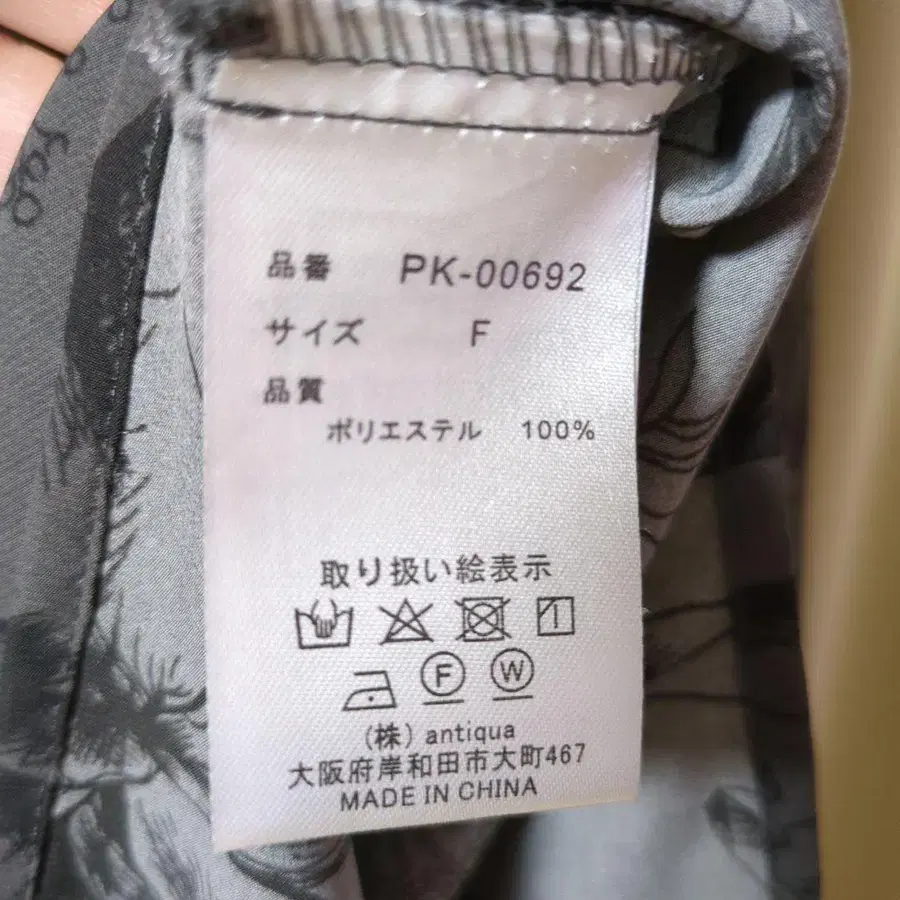 品番 PK-00692
サイズ F
品質
ポリエステル 100%
取り扱い絵表示
F W
(株) antiqua
大阪府岸和田市大町467
MADE IN CHINA